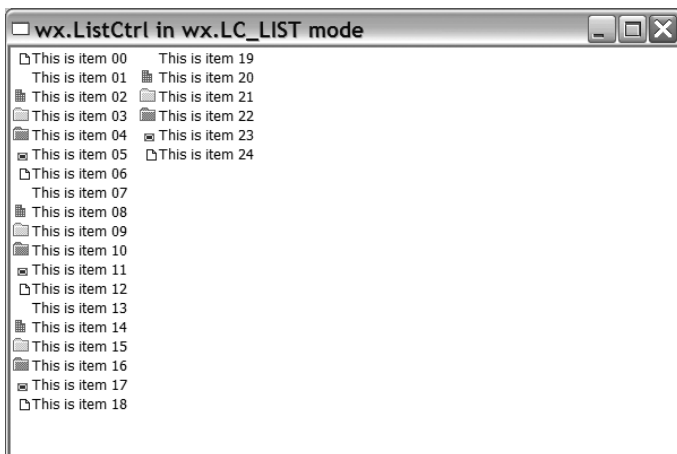 wx.ListCtrl in wx.LC_LIST mode
This is item 00
This is item 01
This is item 02
This is item 03
This is item 04
This is item 05
This is item 06
This is item 07
This is item 08
This is item 09
This is item 10
This is item 11
This is item 12
This is item 13
This is item 14
This is item 15
This is item 16
This is item 17
This is item 18
This is item 19
This is item 20
This is item 21
This is item 22
This is item 23
This is item 24